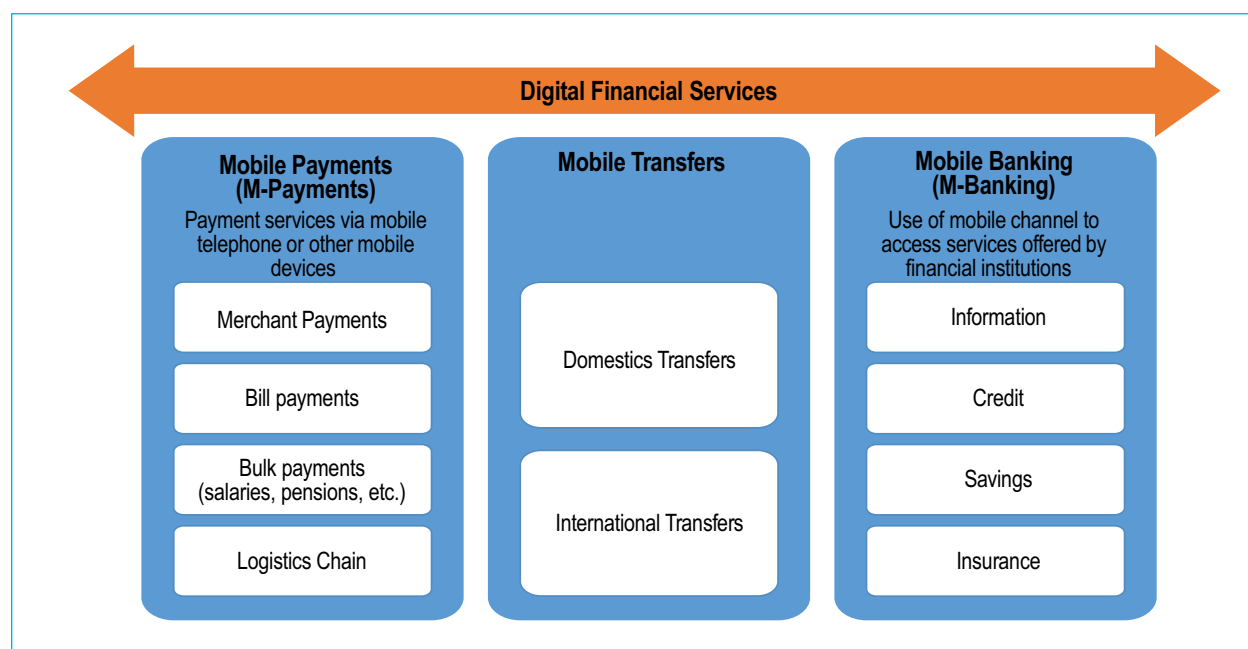 Digital Financial Services
Mobile Payments
(M-Payments)
Payment services via mobile
telephone or other mobile
devices
Merchant Payments
Bill payments
Bulk payments
(salaries, pensions, etc.)
Logistics Chain
Mobile Transfers
Domestics Transfers
International Transfers
Mobile Banking
(M-Banking)
Use of mobile channel to
access services offered by
financial institutions
Information
Credit
Savings
Insurance